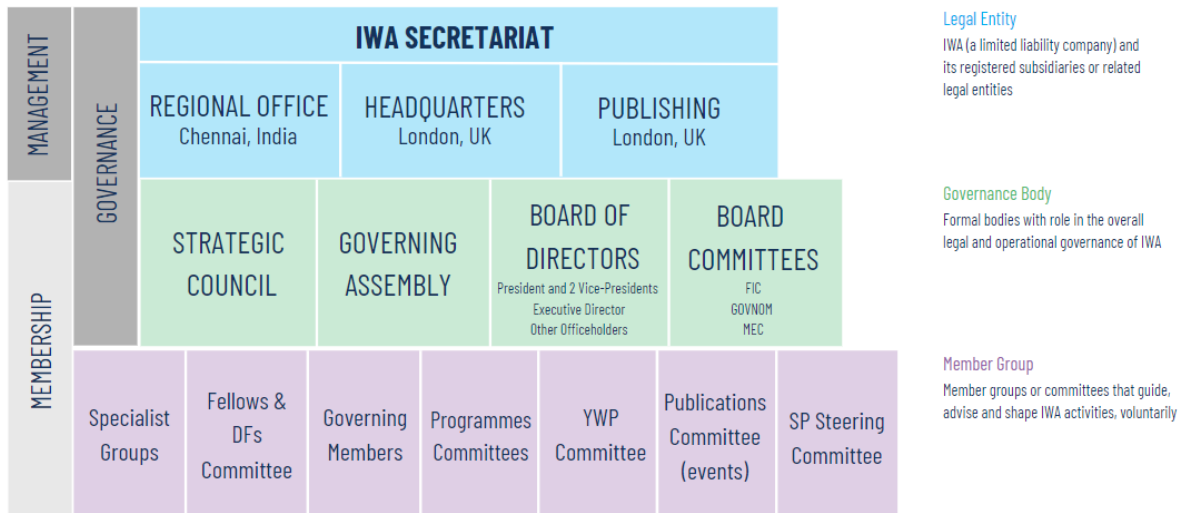 MANAGEMENT
GOVERNANCE
MEMBERSHIP
IWA SECRETARIAT
REGIONAL OFFICE
Chennai, India
HEADQUARTERS
London, UK
PUBLISHING
London, UK
STRATEGIC
COUNCIL
GOVERNING
ASSEMBLY
BOARD OF
DIRECTORS
President and 2 Vice-Presidents
Executive Director
Other Officeholders
BOARD
COMMITTEES
FIC
GOVNOM
MEC
Specialist
Groups
Fellows &
DFs
Committee
Governing
Members
Programmes
Committees
YWP
Committee
Publications
Committee
(events)
SP Steering
Committee
Legal Entity
IWA (a limited liability company) and
its registered subsidiaries or related
legal entities
Governance Body
Formal bodies with role in the overall
legal and operational governance of IWA
Member Group
Member groups or committees that guide,
advise and shape IWA activities, voluntarily